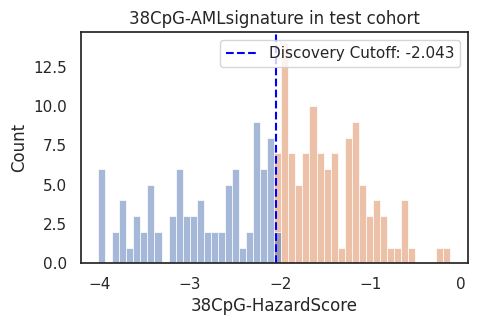 38CpG-AMLsignature in test cohort
Discovery Cutoff: -2.043
12.5
10.0
7.5
5.0
2.5
0.0
Count
−4
−3
−2
−1
0
38CpG-HazardScore